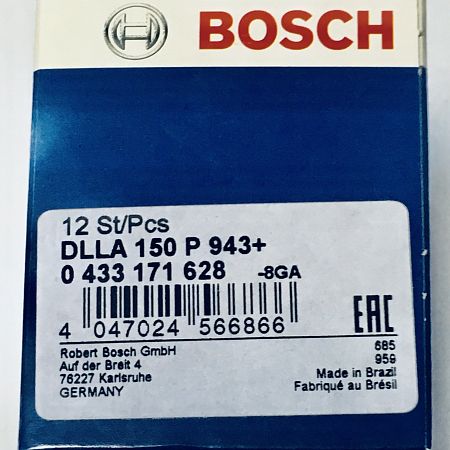 BOSCH
12 St/Pcs
DLLA 150 P 943+
0 433 171 628 -8GA
4 047024 566866
EAC
Robert Bosch GmbH
Auf der Breit 4
76227 Karlsruhe
GERMANY
685
959
Made in Brazil
Fabriqué au Brésil